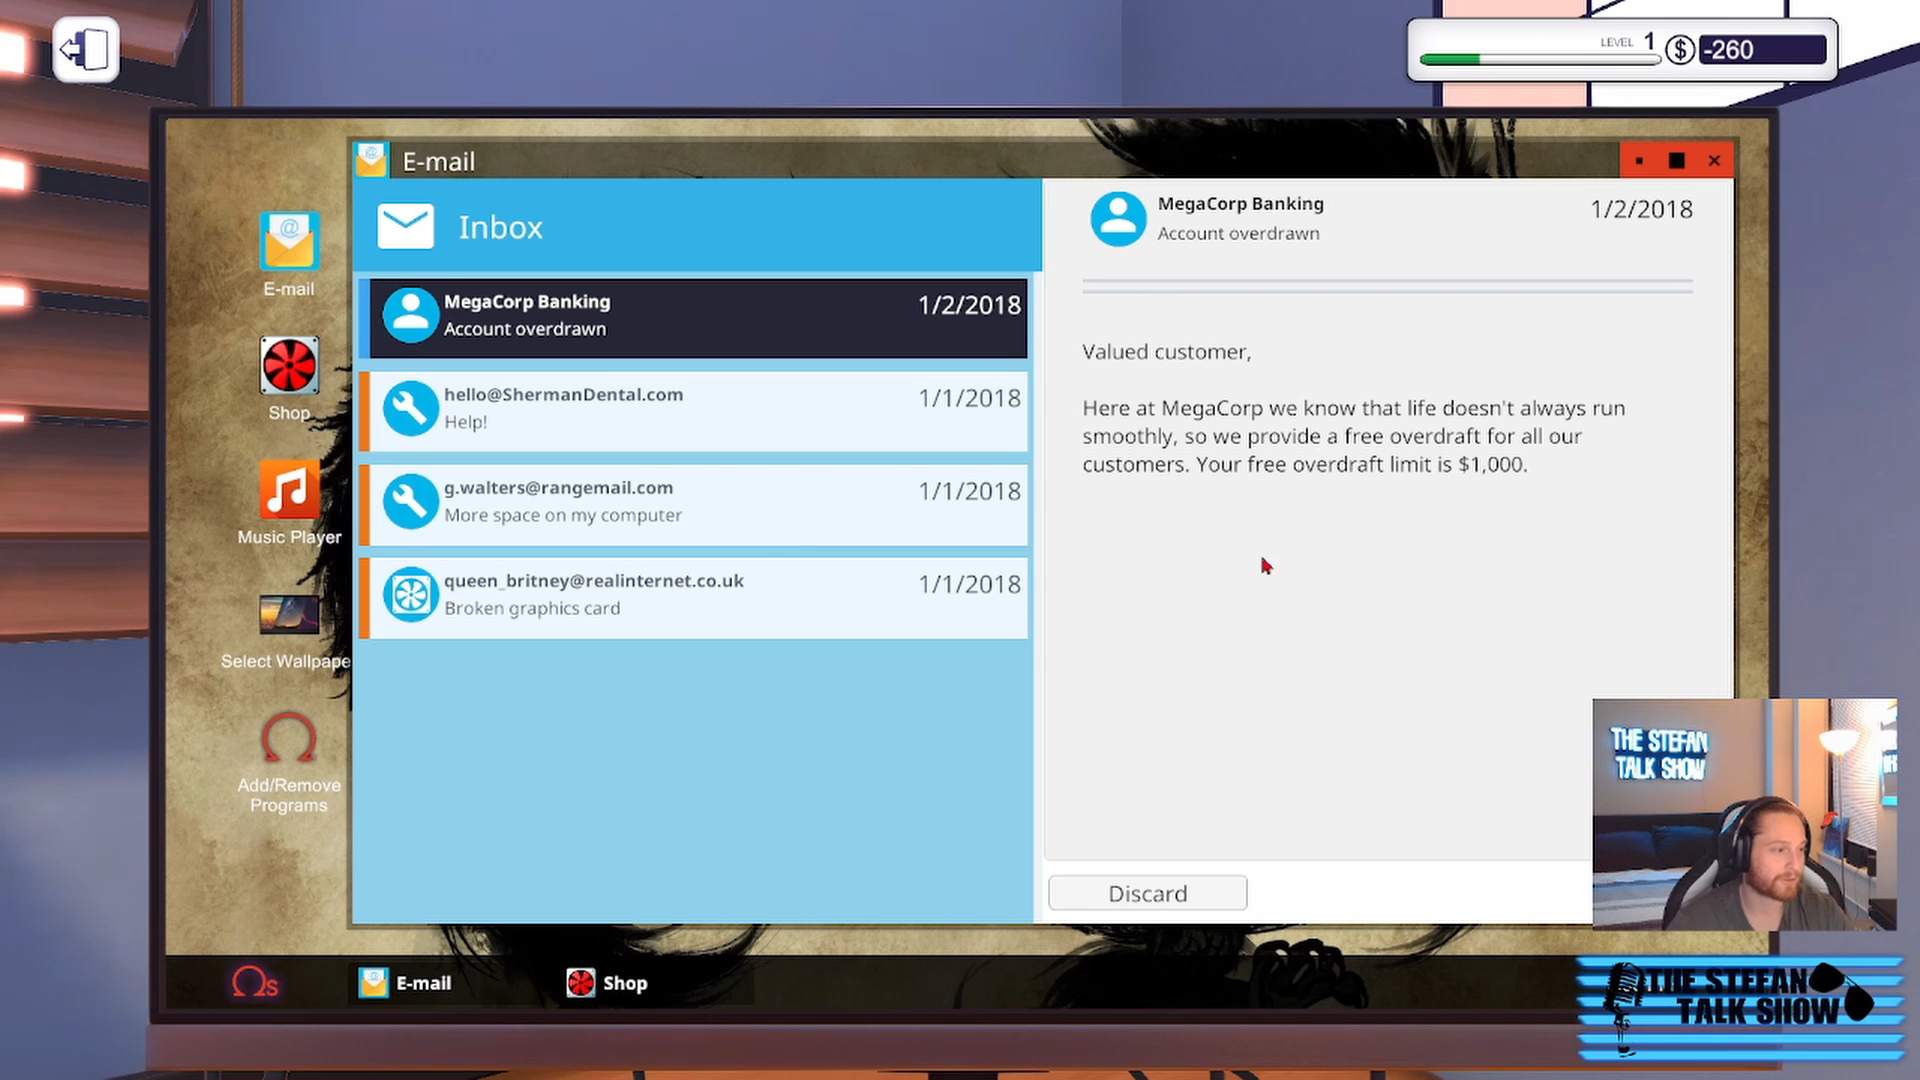 LEVEL 1
$ -260
E-mail
Inbox
MegaCorp Banking
Account overdrawn
1/2/2018
hello@ShermanDental.com
Help!
1/1/2018
g.walters@rangemail.com
More space on my computer
1/1/2018
queen_britney@realinternet.co.uk
Broken graphics card
1/1/2018
MegaCorp Banking
Account overdrawn
1/2/2018
Valued customer,
Here at MegaCorp we know that life doesn't always run
smoothly, so we provide a free overdraft for all our
customers. Your free overdraft limit is $1,000.
Discard
E-mail
Shop
Music Player
Select Wallpape
Add/Remove
Programs
Ωs
E-mail
Shop
THE STEFAN
TALK SHOW
THE STEFAN
TALK SHOW